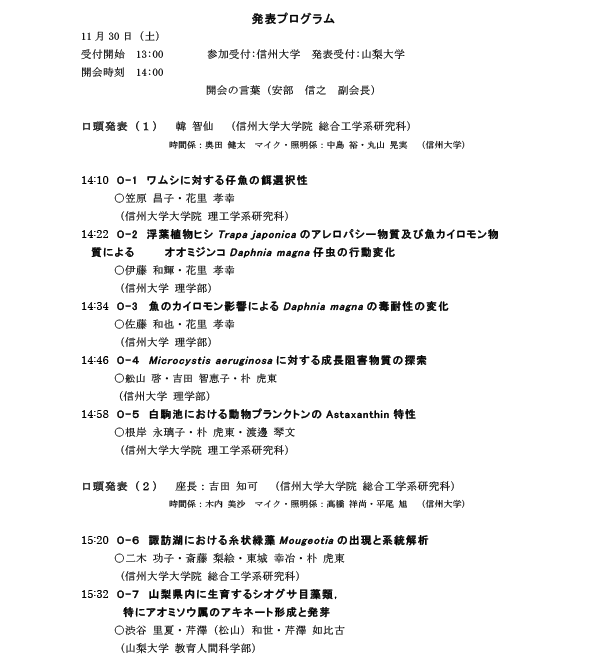 発表プログラム
11月30日（土）
受付開始　13:00　　　参加受付：信州大学　発表受付：山梨大学
開会時刻　14:00
開会の言葉（安部　信之　副会長）
口頭発表（１）　韓 智仙　（信州大学大学院 総合工学系研究科）
時間係：奥田 健太　マイク・照明係：中島 裕・丸山 晃実　（信州大学）
14:10　O-1　ワムシに対する仔魚の餌選択性
○笠原 昌子・花里 孝幸
（信州大学大学院 理工学系研究科）
14:22　O-2　浮葉植物ヒシ Trapa japonica のアレロパシー物質及び魚カイロモン物
質による　　オオミジンコ Daphnia magna 仔虫の行動変化
○伊藤 和輝・花里 孝幸
（信州大学 理学部）
14:34　O-3　魚のカイロモン影響による Daphnia magna の毒耐性の変化
○佐藤 和也・花里 孝幸
（信州大学 理学部）
14:46　O-4　Microcystis aeruginosa に対する成長阻害物質の探索
○舩山 啓・吉田 智恵子・朴 虎東
（信州大学 理学部）
14:58　O-5　白駒池における動物プランクトンの Astaxanthin 特性
○根岸 永璃子・朴 虎東・渡邊 琴文
（信州大学大学院 理工学系研究科）
口頭発表（２）　座長：吉田 知可　（信州大学大学院 総合工学系研究科）
時間係：木内 美沙　マイク・照明係：高橋 祥尚・平尾 旭　（信州大学）
15:20　O-6　諏訪湖における糸状緑藻 Mougeotia の出現と系統解析
○二木 功子・斎藤 梨絵・東城 幸治・朴 虎東
（信州大学大学院 総合工学系研究科）
15:32　O-7　山梨県内に生育するシオグサ目藻類，
特にアオミソウ属のアキネート形成と発芽
○渋谷 里夏・芹澤（松山）和世・芹澤 如比古
（山梨大学 教育人間科学部）